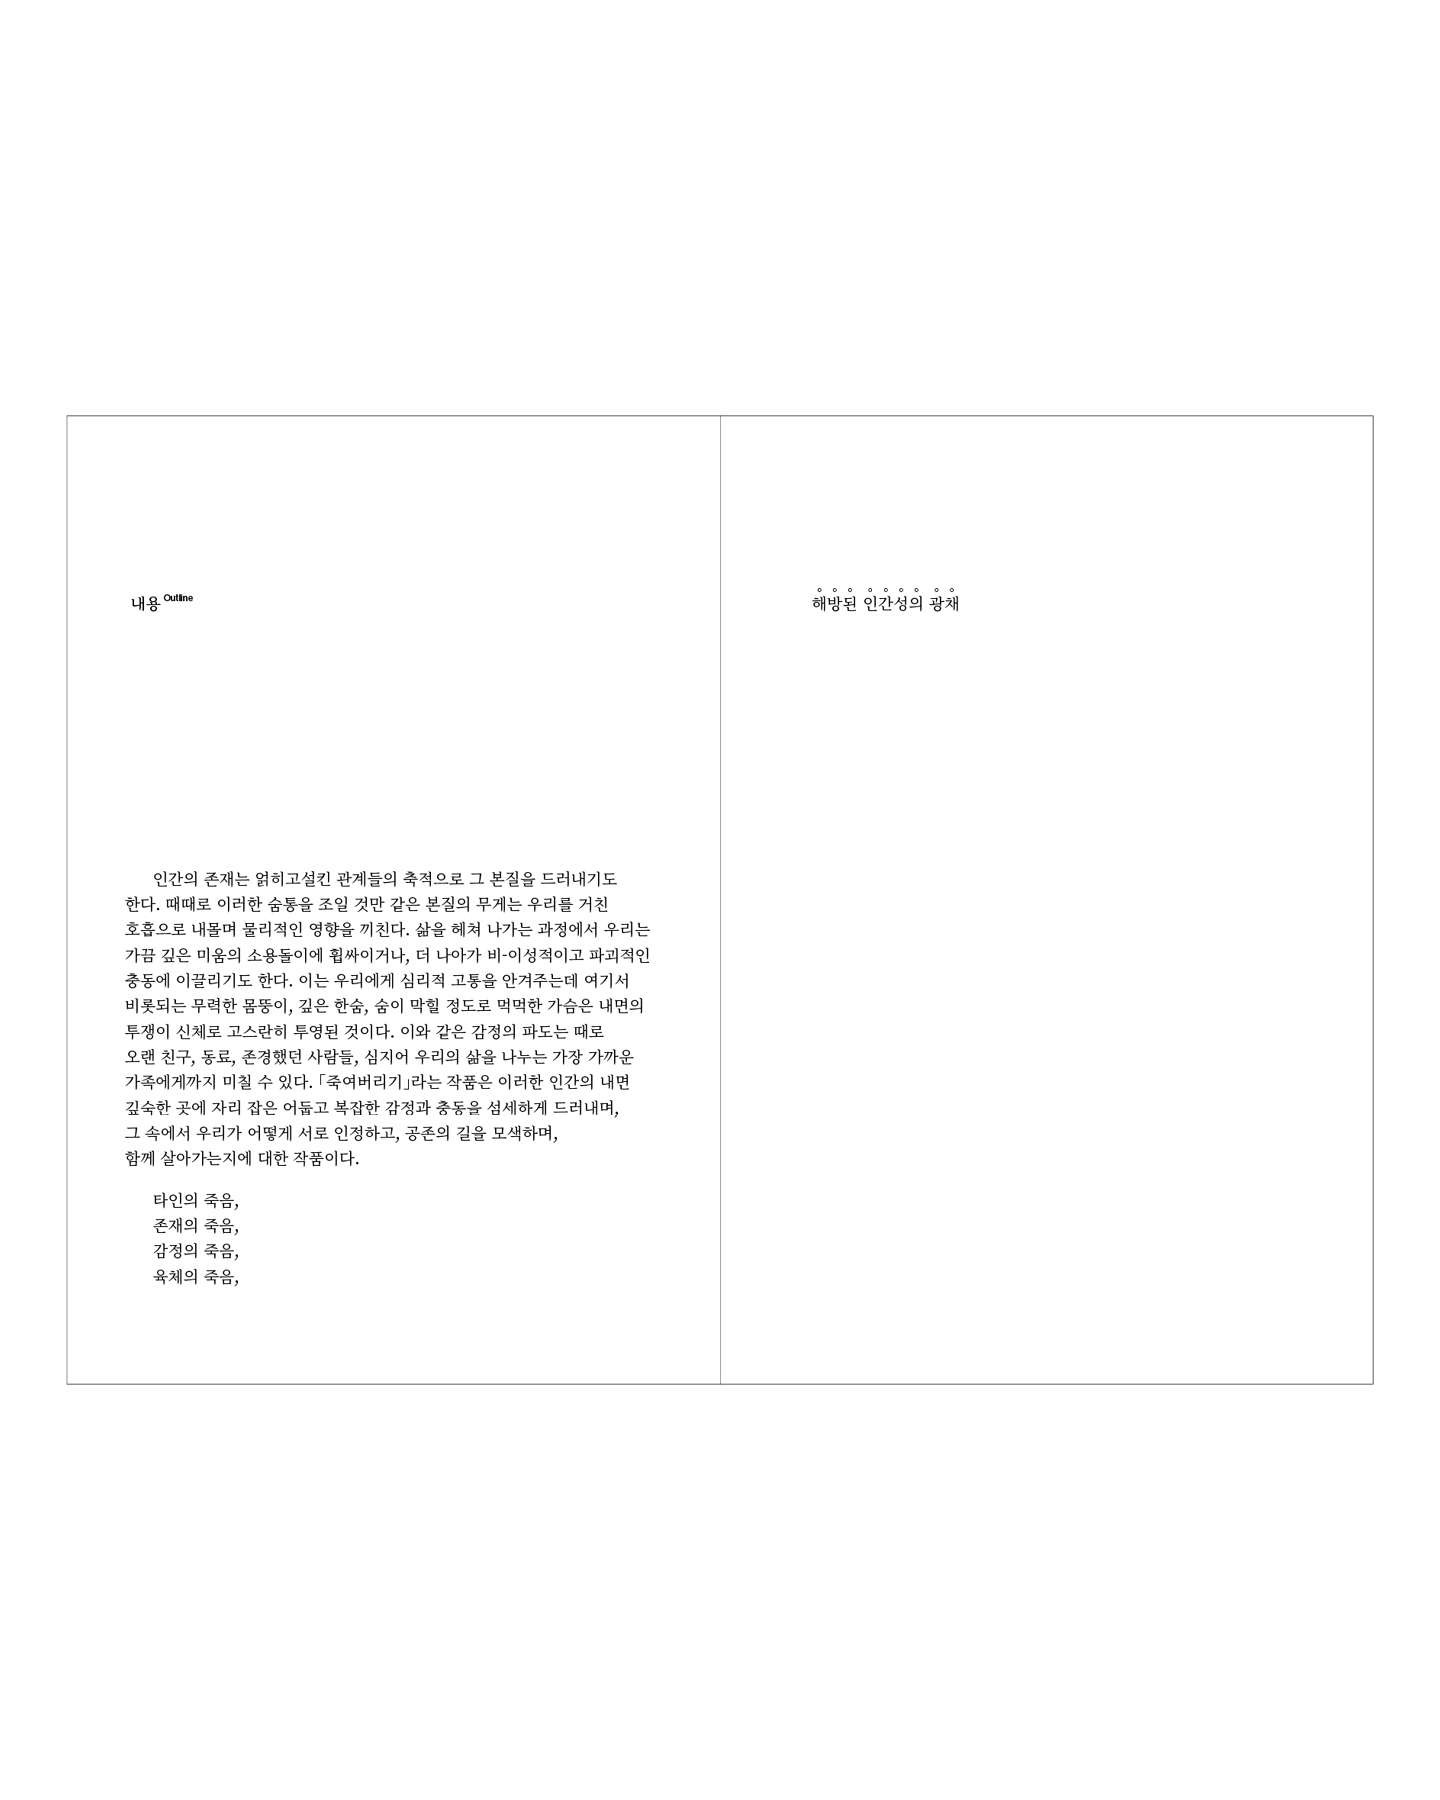 내용 Outline
인간의 존재는 얽히고설킨 관계들의 축적으로 그 본질을 드러내기도
한다. 때때로 이러한 숨통을 조일 것만 같은 본질의 무게는 우리를 거친
호흡으로 내몰며 물리적인 영향을 끼친다. 삶을 헤쳐 나가는 과정에서 우리는
가끔 깊은 미움의 소용돌이에 휩싸이거나, 더 나아가 비-이성적이고 파괴적인
충동에 이끌리기도 한다. 이는 우리에게 심리적 고통을 안겨주는데 여기서
비롯되는 무력한 몸뚱이, 깊은 한숨, 숨이 막힐 정도로 먹먹한 가슴은 내면의
투쟁이 신체로 고스란히 투영된 것이다. 이와 같은 감정의 파도는 때로
오랜 친구, 동료, 존경했던 사람들, 심지어 우리의 삶을 나누는 가장 가까운
가족에게까지 미칠 수 있다. 「죽여버리기」라는 작품은 이러한 인간의 내면
깊숙한 곳에 자리 잡은 어둡고 복잡한 감정과 충동을 섬세하게 드러내며,
그 속에서 우리가 어떻게 서로 인정하고, 공존의 길을 모색하며,
함께 살아가는지에 대한 작품이다.
타인의 죽음,
존재의 죽음,
감정의 죽음,
육체의 죽음,
해방된 인간성의 광채